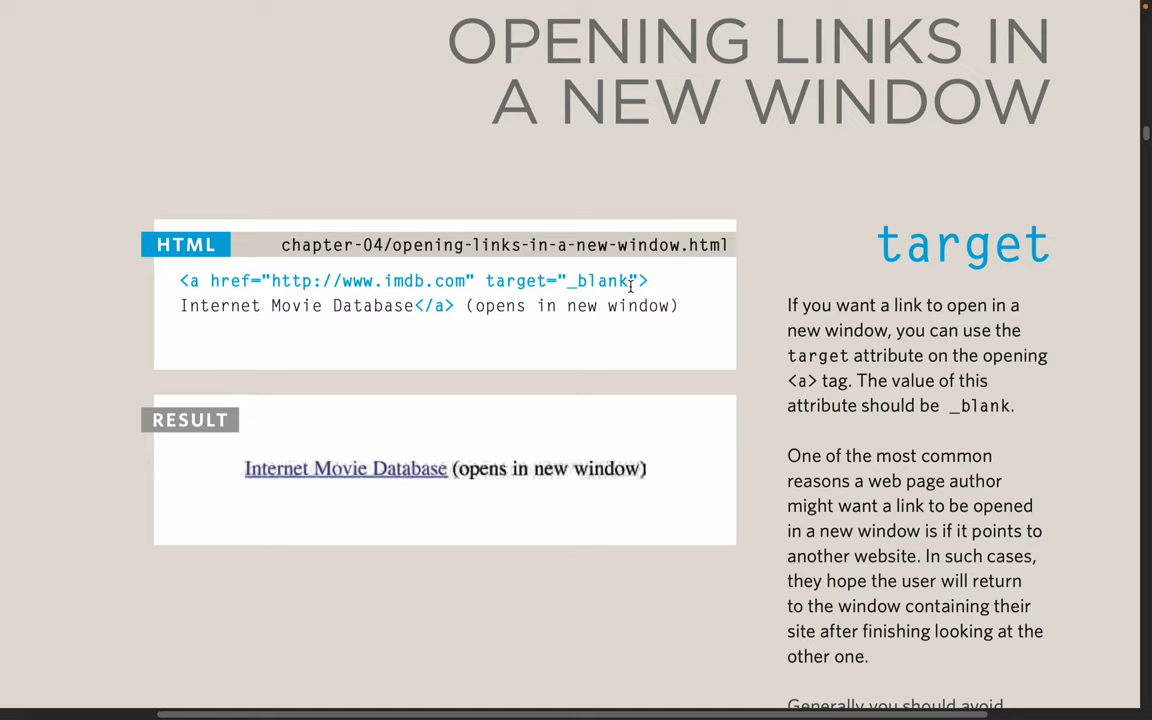 OPENING LINKS IN
A NEW WINDOW
HTML chapter-04/opening-links-in-a-new-window.html
<a href="http://www.imdb.com" target="_blank">
Internet Movie Database</a> (opens in new window)
RESULT
Internet Movie Database (opens in new window)
target
If you want a link to open in a
new window, you can use the
target attribute on the opening
<a> tag. The value of this
attribute should be _blank.
One of the most common
reasons a web page author
might want a link to be opened
in a new window is if it points to
another website. In such cases,
they hope the user will return
to the window containing their
site after finishing looking at the
other one.
Generally you should avoid